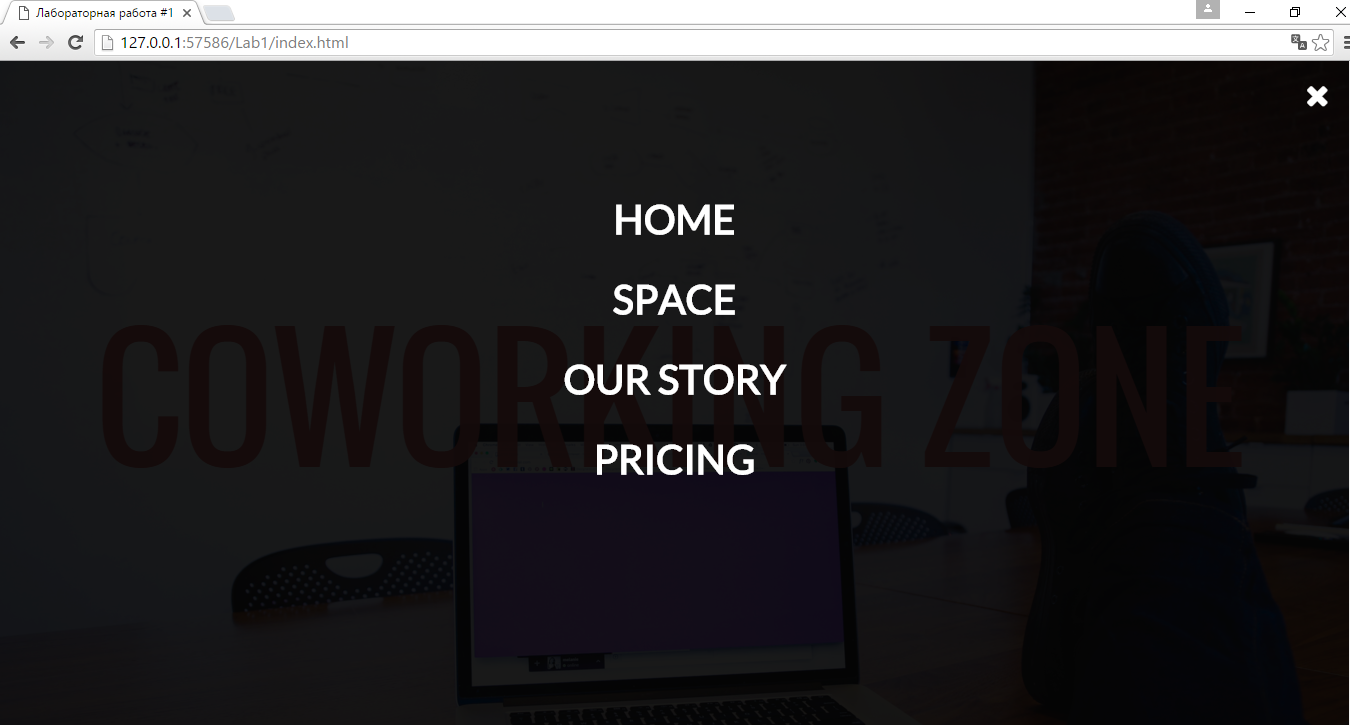 Лабораторная работа #1
127.0.0.1:57586/Lab1/index.html
HOME
SPACE
COWORKING ZONE
OUR STORY
PRICING